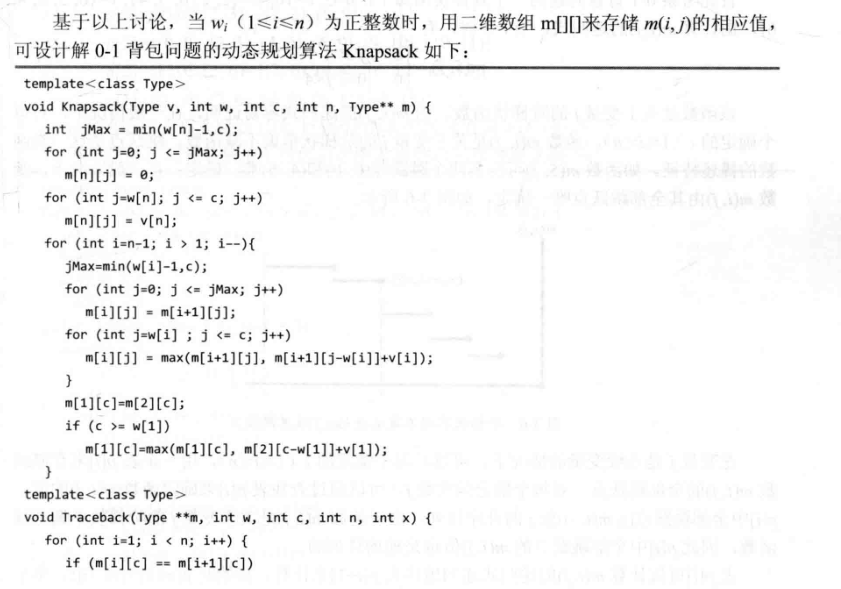 基于以上讨论，当 wi（1≤i≤n）为正整数时，用二维数组 m[][]来存储 m(i, j)的相应值，
可设计解 0-1 背包问题的动态规划算法 Knapsack 如下：
template<class Type>
void Knapsack(Type v, int w, int c, int n, Type** m) {
int jMax = min(w[n]-1,c);
for (int j=0; j <= jMax; j++)
m[n][j] = 0;
for (int j=w[n]; j <= c; j++)
m[n][j] = v[n];
for (int i=n-1; i > 1; i--){
jMax=min(w[i]-1,c);
for (int j=0; j <= jMax; j++)
m[i][j] = m[i+1][j];
for (int j=w[i] ; j <= c; j++)
m[i][j] = max(m[i+1][j], m[i+1][j-w[i]]+v[i]);
}
m[1][c]=m[2][c];
if (c >= w[1])
m[1][c]=max(m[1][c], m[2][c-w[1]]+v[1]);
}
template<class Type>
void Traceback(Type **m, int w, int c, int n, int x) {
for (int i=1; i < n; i++) {
if (m[i][c] == m[i+1][c])